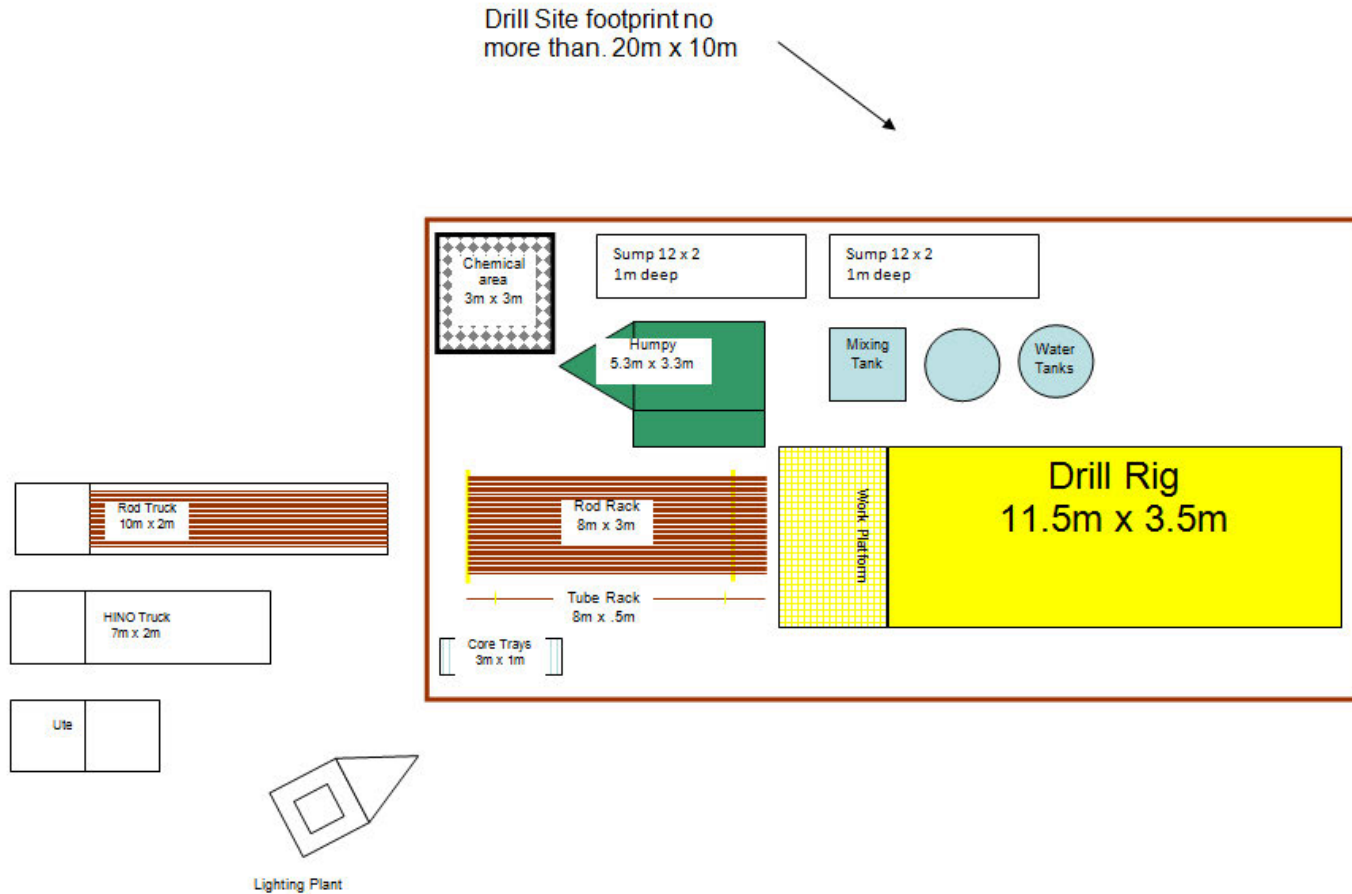 Drill Site footprint no
more than. 20m x 10m
Chemical
area
3m x 3m
Sump 12 x 2
1m deep
Sump 12 x 2
1m deep
Humpy
5.3m x 3.3m
Mixing
Tank
Water
Tanks
Rod Truck
10m x 2m
Rod Rack
8m x 3m
Work Platform
Drill Rig
11.5m x 3.5m
Tube Rack
8m x .5m
HINO Truck
7m x 2m
Core Trays
3m x 1m
Ute
Lighting Plant